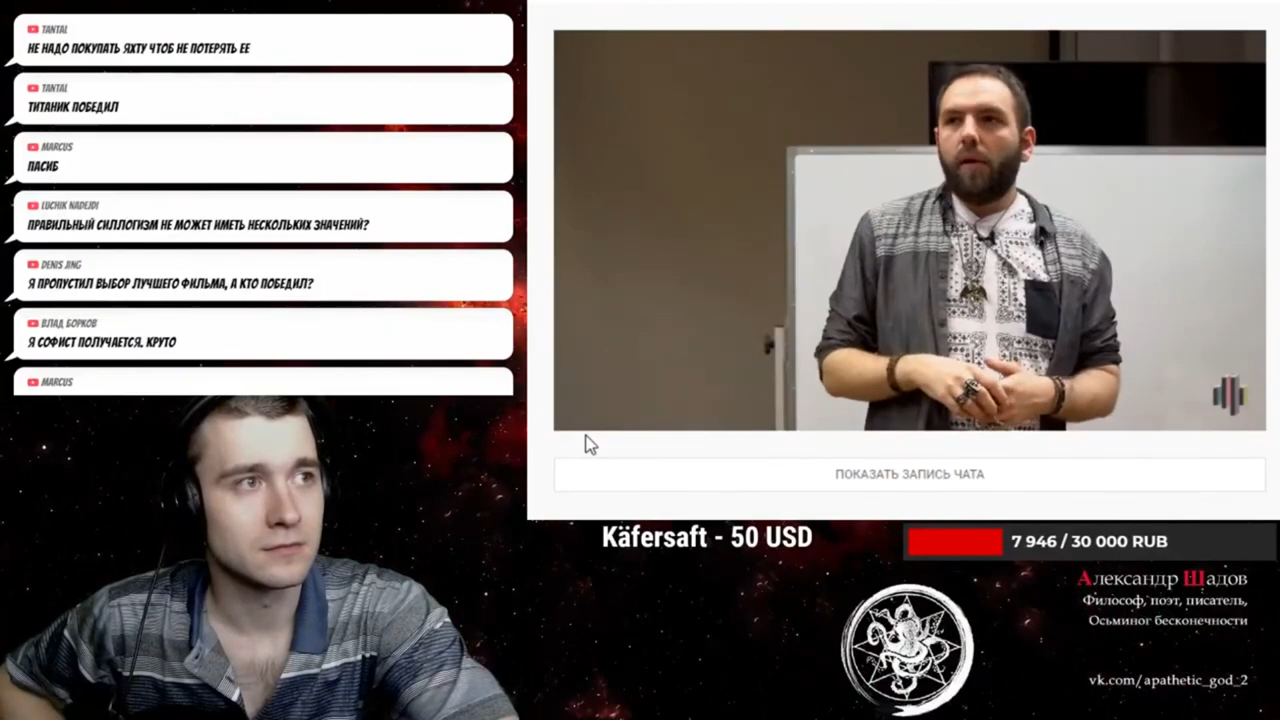 TANTAL
НЕ НАДО ПОКУПАТЬ ЯХТУ ЧТОБ НЕ ПОТЕРЯТЬ ЕЕ
TANTAL
ТИТАНИК ПОБЕДИЛ
MARCUS
ПАСИБ
LUCHIK NADEJDI
ПРАВИЛЬНЫЙ СИЛЛОГИЗМ НЕ МОЖЕТ ИМЕТЬ НЕСКОЛЬКИХ ЗНАЧЕНИЙ?
DENIS JING
Я ПРОПУСТИЛ ВЫБОР ЛУЧШЕГО ФИЛЬМА, А КТО ПОБЕДИЛ?
ВЛАД БОРКОВ
Я СОФИСТ ПОЛУЧАЕТСЯ. КРУТО
MARCUS
ПОКАЗАТЬ ЗАПИСЬ ЧАТА
Käfersaft - 50 USD
7 946 / 30 000 RUB
Александр Шадов
Философ, поэт, писатель,
Осьминог бесконечности
vk.com/apathetic_god_2